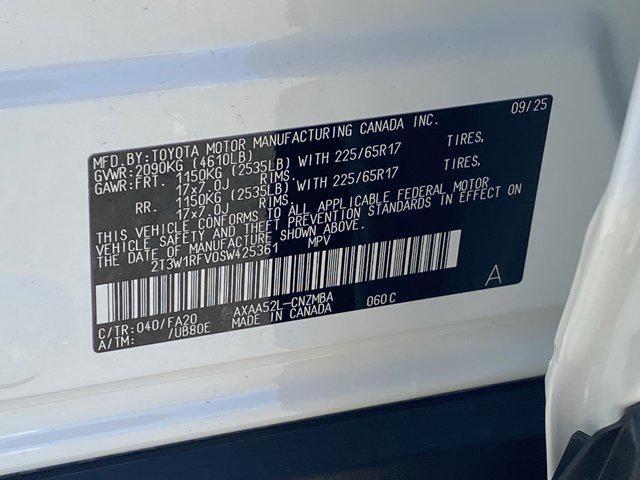 09/25
MFD. BY: TOYOTA MOTOR MANUFACTURING CANADA INC.
GVWR: 2090KG (4610LB)
GAWR: FRT. 1150KG (2535LB) WITH 225/65R17 TIRES,
17x7.0J RIMS.
RR. 1150KG (2535LB) WITH 225/65R17 TIRES,
17x7.0J RIMS.
THIS VEHICLE CONFORMS TO ALL APPLICABLE FEDERAL MOTOR
VEHICLE SAFETY AND THEFT PREVENTION STANDARDS IN EFFECT ON
THE DATE OF MANUFACTURE SHOWN ABOVE.
2T3W1RFV0SW425361 MPV
A
C/TR: 040/FA20 AXAA52L-CNZMBA 060C
A/TM: /UB80E MADE IN CANADA